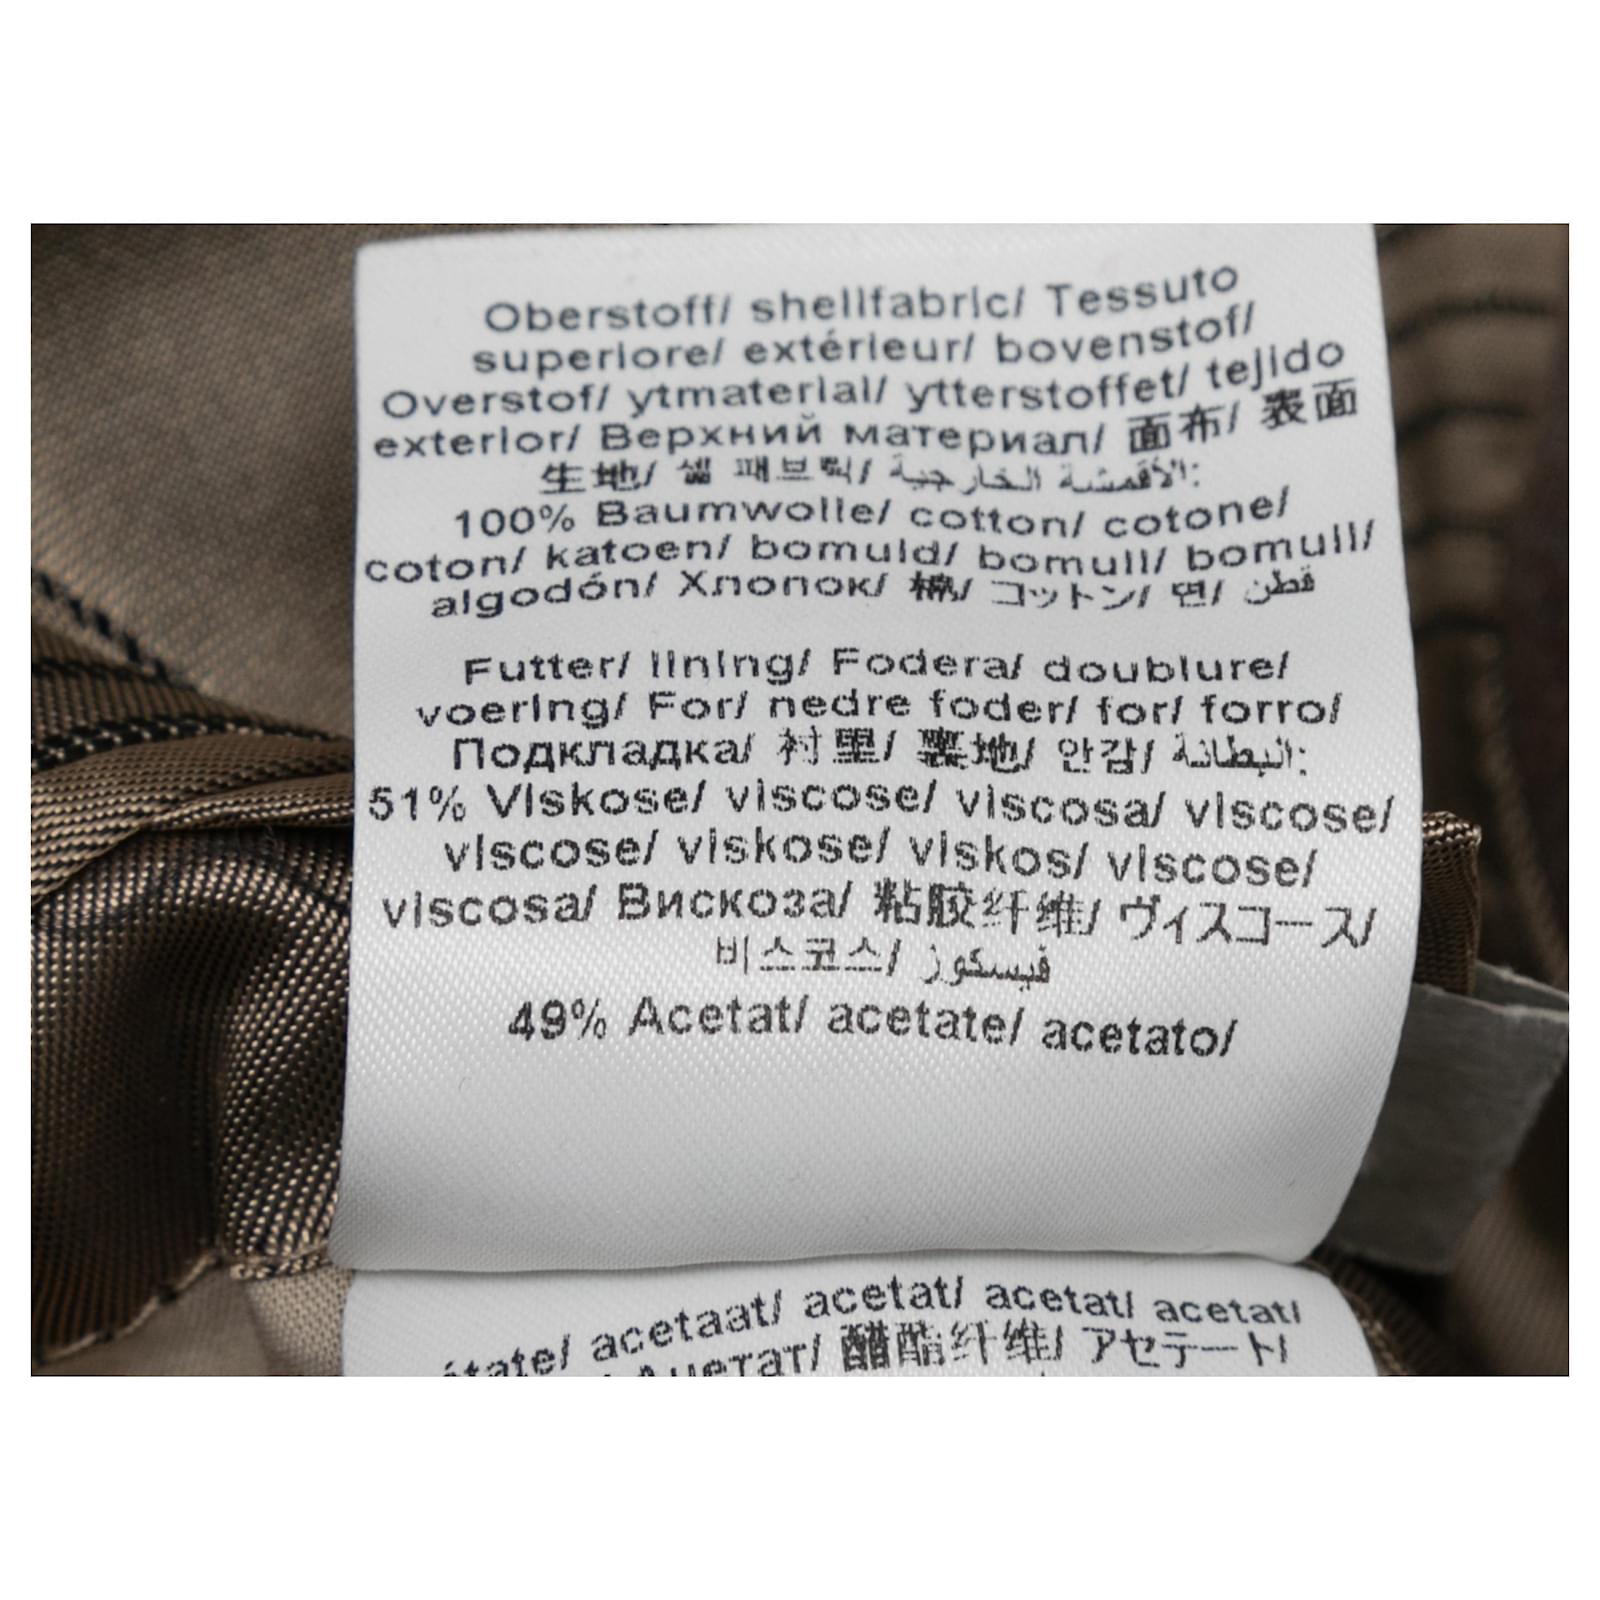 Oberstoff/ shellfabric/ Tessuto
superiore/ extérieur/ bovenstof/
Overstof/ ytmaterial/ ytterstoffet/ tejido
exterior/ Верхний материал/ 面布/ 表面
生地/ 쉘 패브릭/ الأقمشة الخارجية:
100% Baumwolle/ cotton/ cotone/
coton/ katoen/ bomuld/ bomull/ bomull/
algodón/ Хлопок/ 棉/ コットン/ 면/ قطن
Futter/ lining/ Fodera/ doublure/
voering/ For/ nedre foder/ for/ forro/
Подкладка/ 衬里/ 裏地/ 안감/ البطانة:
51% Viskose/ viscose/ viscosa/ viscose/
viscose/ viskose/ viskos/ viscose/
viscosa/ Вискоза/ 粘胶纤维/ ヴィスコース/
비스코스/ فيسكوز
49% Acetat/ acetate/ acetato/
acetaat/ acetat/ acetat/ acetat/
Ацетат/ 醋酯纤维/ アセテート/